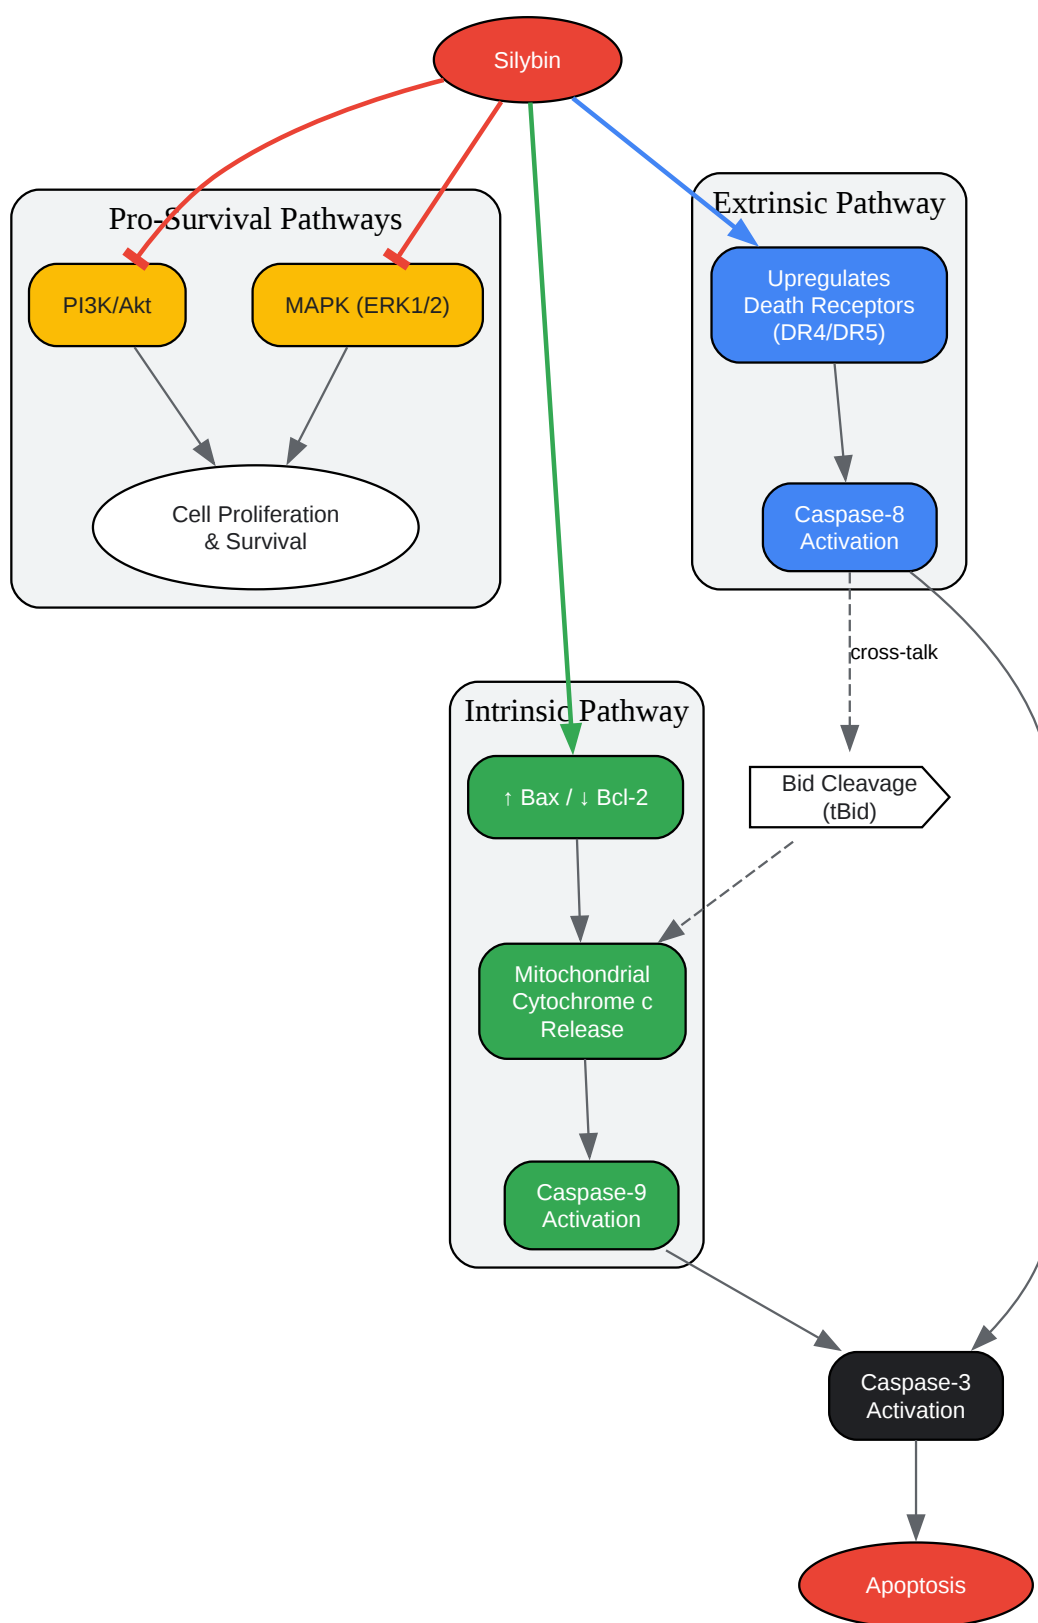 Silybin
Pro-Survival Pathways
Extrinsic Pathway
PI3K/Akt
MAPK (ERK1/2)
Upregulates
Death Receptors
(DR4/DR5)
Cell Proliferation
& Survival
Caspase-8
Activation
cross-talk
Intrinsic Pathway
↑ Bax / ↓ Bcl-2
Bid Cleavage
(tBid)
Mitochondrial
Cytochrome c
Release
Caspase-9
Activation
Caspase-3
Activation
Apoptosis